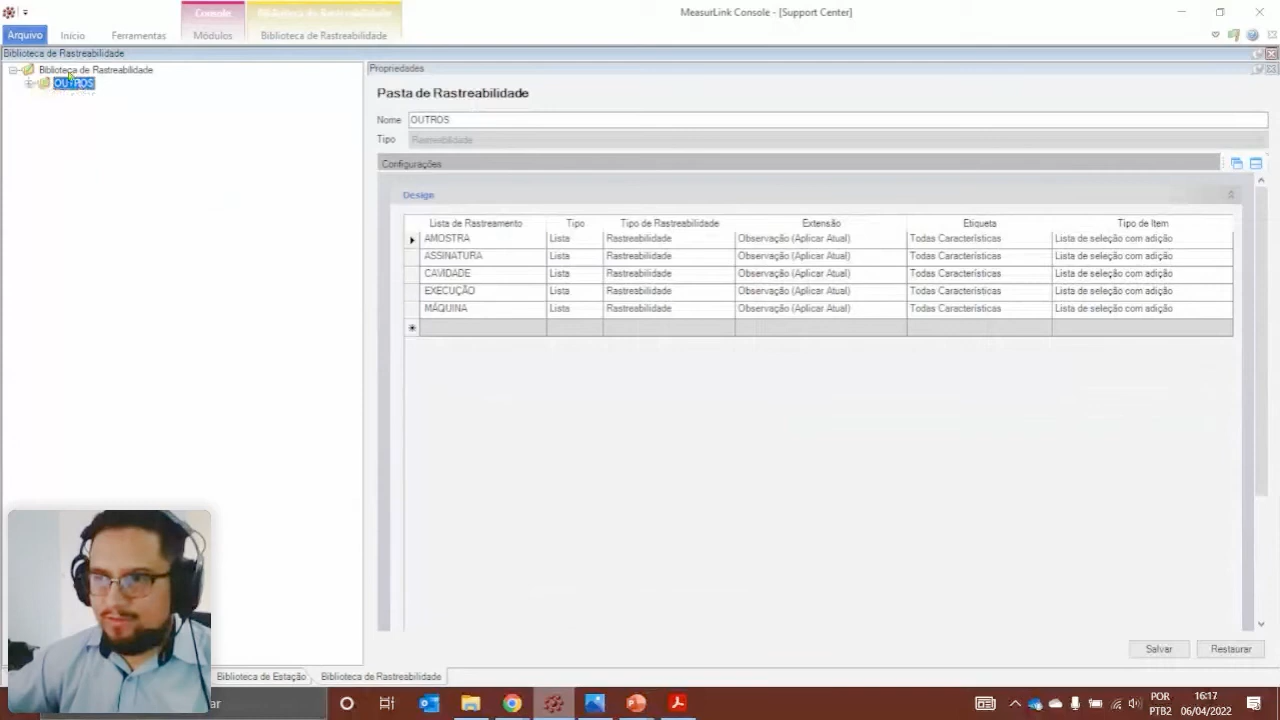 Console
Biblioteca de Rastreabilidade
MeasurLink Console - [Support Center]
Arquivo
Início
Ferramentas
Módulos
Biblioteca de Rastreabilidade
Biblioteca de Rastreabilidade
Biblioteca de Rastreabilidade
OUTROS
Propriedades
Pasta de Rastreabilidade
Nome OUTROS
Tipo Rastreabilidade
Configurações
Design
Lista de Rastreamento Tipo Tipo de Rastreabilidade Extensão Etiqueta Tipo de Item
AMOSTRA Lista Rastreabilidade Observação (Aplicar Atual) Todas Características Lista de seleção com adição
ASSINATURA Lista Rastreabilidade Observação (Aplicar Atual) Todas Características Lista de seleção com adição
CAVIDADE Lista Rastreabilidade Observação (Aplicar Atual) Todas Características Lista de seleção com adição
EXECUÇÃO Lista Rastreabilidade Observação (Aplicar Atual) Todas Características Lista de seleção com adição
MÁQUINA Lista Rastreabilidade Observação (Aplicar Atual) Todas Características Lista de seleção com adição
Salvar
Restaurar
Biblioteca de Estação
Biblioteca de Rastreabilidade
ar
POR
PTB2
16:17
06/04/2022